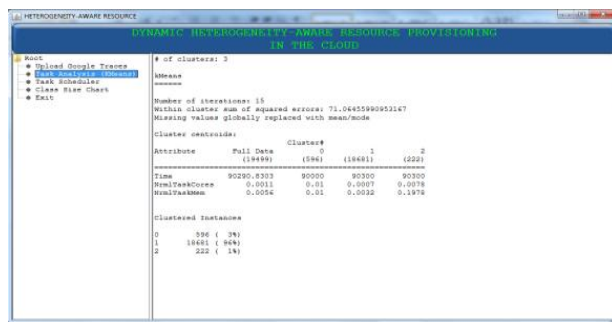 HETEROGENEITY-AWARE RESOURCE
DYNAMIC HETEROGENEITY-AWARE RESOURCE PROVISIONING
IN THE CLOUD
Root
Upload Google Traces
Task Analysis (KMeans)
Task Scheduler
Class Size Chart
Exit
# of clusters: 3
kMeans
======
Number of iterations: 15
Within cluster sum of squared errors: 71.06455990953167
Missing values globally replaced with mean/mode
Cluster centroids:
Cluster#
Attribute Full Data 0 1 2
(19499) (596) (18681) (222)
Time 90290.8303 90000 90300 90300
NrmlTaskCores 0.0011 0.01 0.0007 0.0078
NrmlTaskMem 0.0056 0.01 0.0032 0.1978
Clustered Instances
0 596 ( 3%)
1 18681 ( 96%)
2 222 ( 1%)